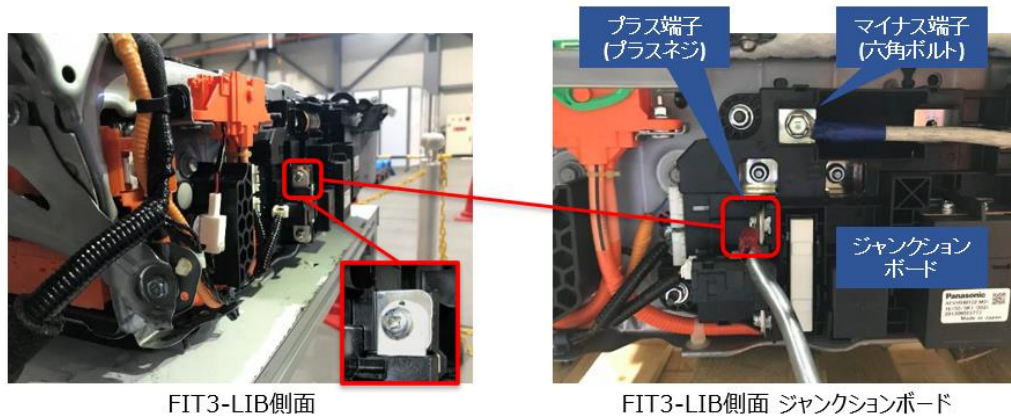 プラス端子
(プラスネジ)
マイナス端子
(六角ボルト)
ジャンクション
ボード
Panasonic
Made in Japan
FIT3-LIB側面
FIT3-LIB側面 ジャンクションボード